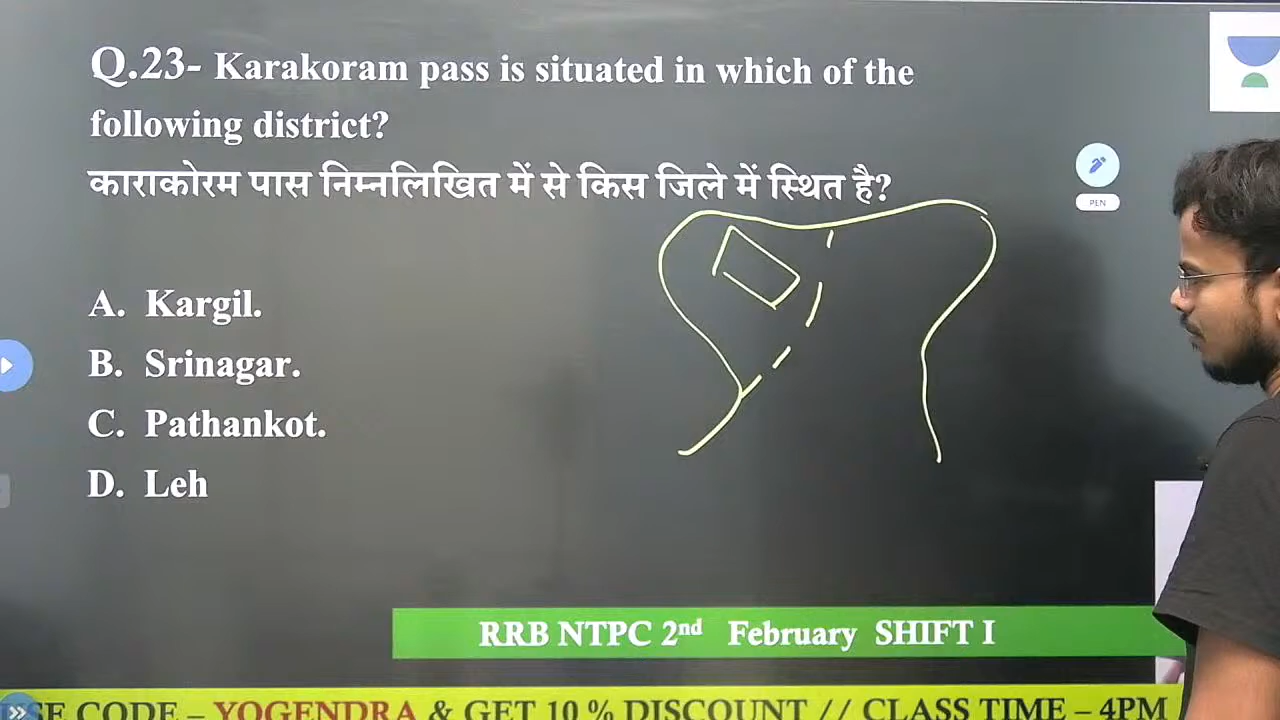 Q.23- Karakoram pass is situated in which of the
following district?
काराकोरम पास निम्नलिखित में से किस जिले में स्थित है?
PEN
A. Kargil.
B. Srinagar.
C. Pathankot.
D. Leh
RRB NTPC 2nd February SHIFT I
SE CODE – YOGENDRA & GET 10 % DISCOUNT // CLASS TIME – 4PM